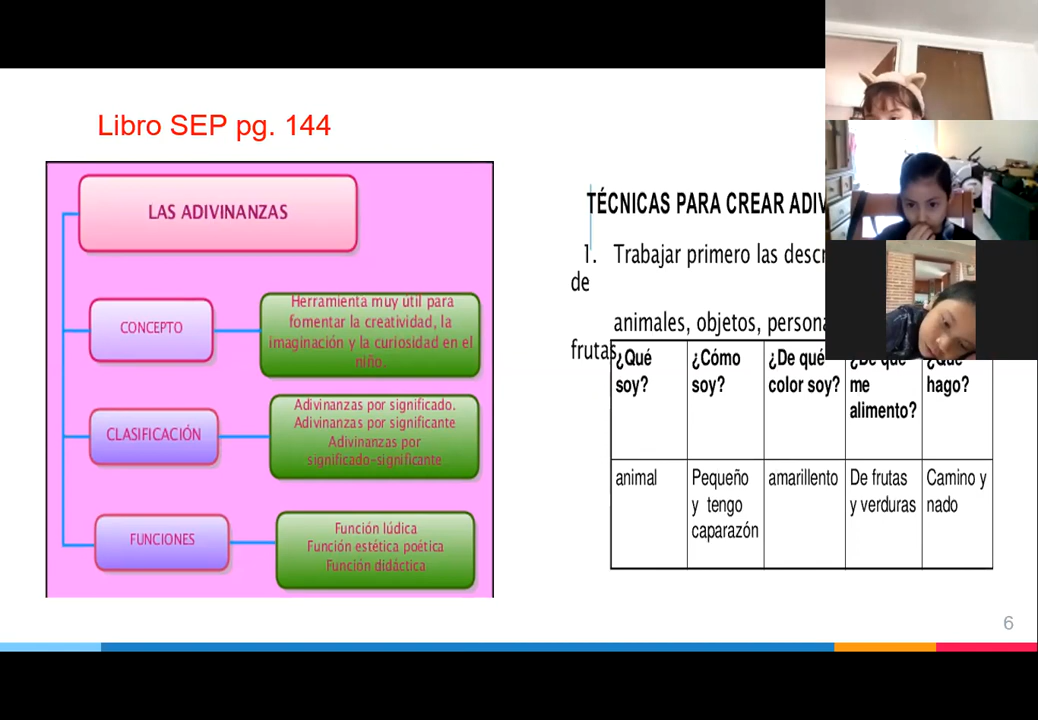 Libro SEP pg. 144
LAS ADIVINANZAS
CONCEPTO
Herramienta muy útil para
fomentar la creatividad, la
imaginación y la curiosidad en el
niño.
CLASIFICACIÓN
Adivinanzas por significado.
Adivinanzas por significante
Adivinanzas por
significado-significante
FUNCIONES
Función lúdica
Función estética poética
Función didáctica
TÉCNICAS PARA CREAR
1. Trabajar primero las
de
animales, objetos,
frutas
¿Qué
soy?
¿Cómo
soy?
¿De qué
color soy?
¿De que
me
alimento?
¿Qué
hago?
animal
Pequeño
y tengo
caparazón
amarillento
De frutas
y verduras
Camino y
nado
6